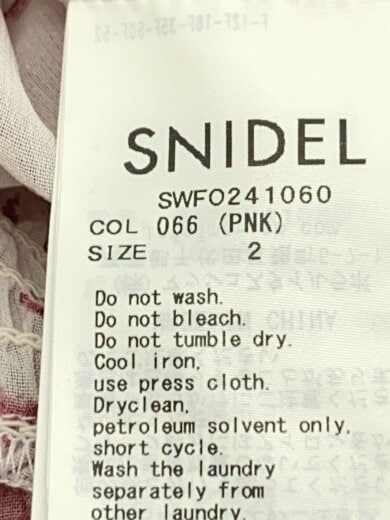 SNIDEL
SWFO241060
COL 066 (PNK)
SIZE 2
Do not wash.
Do not bleach.
Do not tumble dry.
Cool iron,
use press cloth.
Dryclean,
petroleum solvent only,
short cycle.
Wash the laundry
separately from
other laundry.